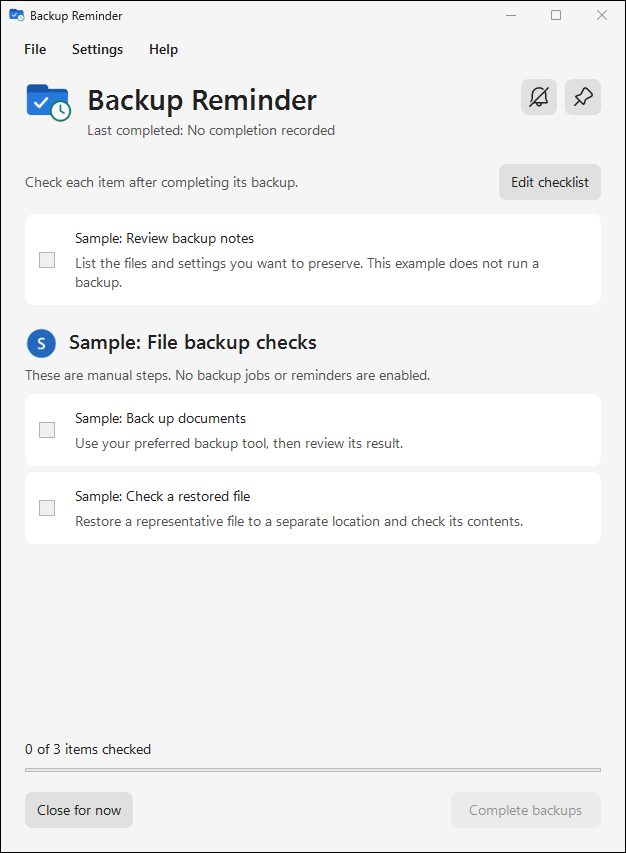 Backup Reminder
File Settings Help
Backup Reminder
Last completed: No completion recorded
Check each item after completing its backup.
Edit checklist
Sample: Review backup notes
List the files and settings you want to preserve. This example does not run a
backup.
S
Sample: File backup checks
These are manual steps. No backup jobs or reminders are enabled.
Sample: Back up documents
Use your preferred backup tool, then review its result.
Sample: Check a restored file
Restore a representative file to a separate location and check its contents.
0 of 3 items checked
Close for now
Complete backups